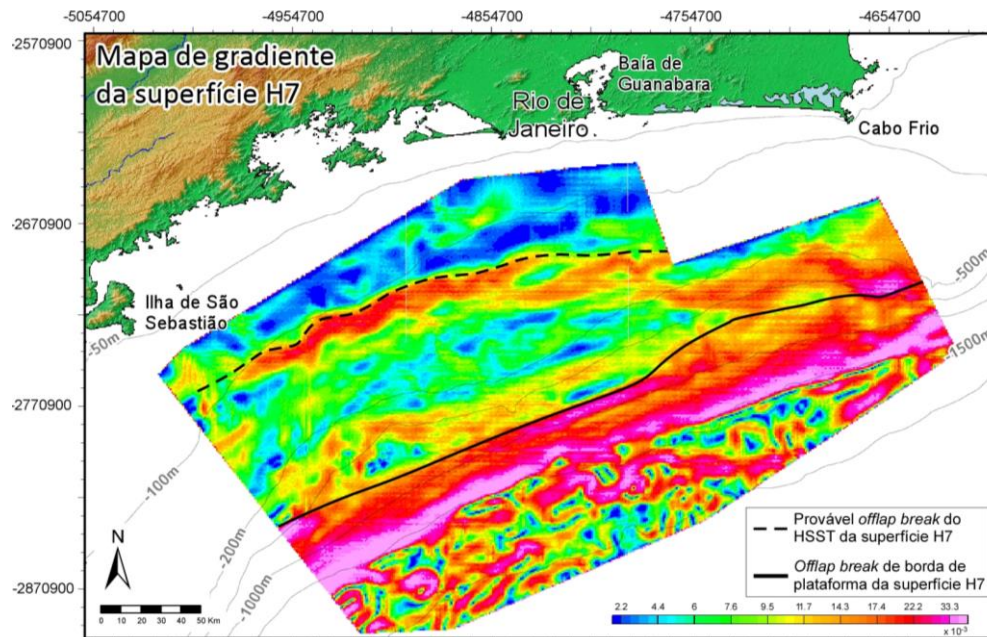 -5054700 -4954700 -4854700 -4754700 -4654700
-2570900
Mapa de gradiente
da superfície H7
Baía de
Guanabara
Rio de
Janeiro
Cabo Frio
-2670900
-500m
Ilha de São
Sebastião
-50m
-1500m
-2770900
-100m
-200m
-1000m
N
Provável offlap break do
HSST da superfície H7
Offlap break de borda de
plataforma da superfície H7
-2870900
0 10 20 30 40 50 Km
2.2 4.4 6 7.6 9.5 11.7 14.3 17.4 22.2 33.3
x 10-3